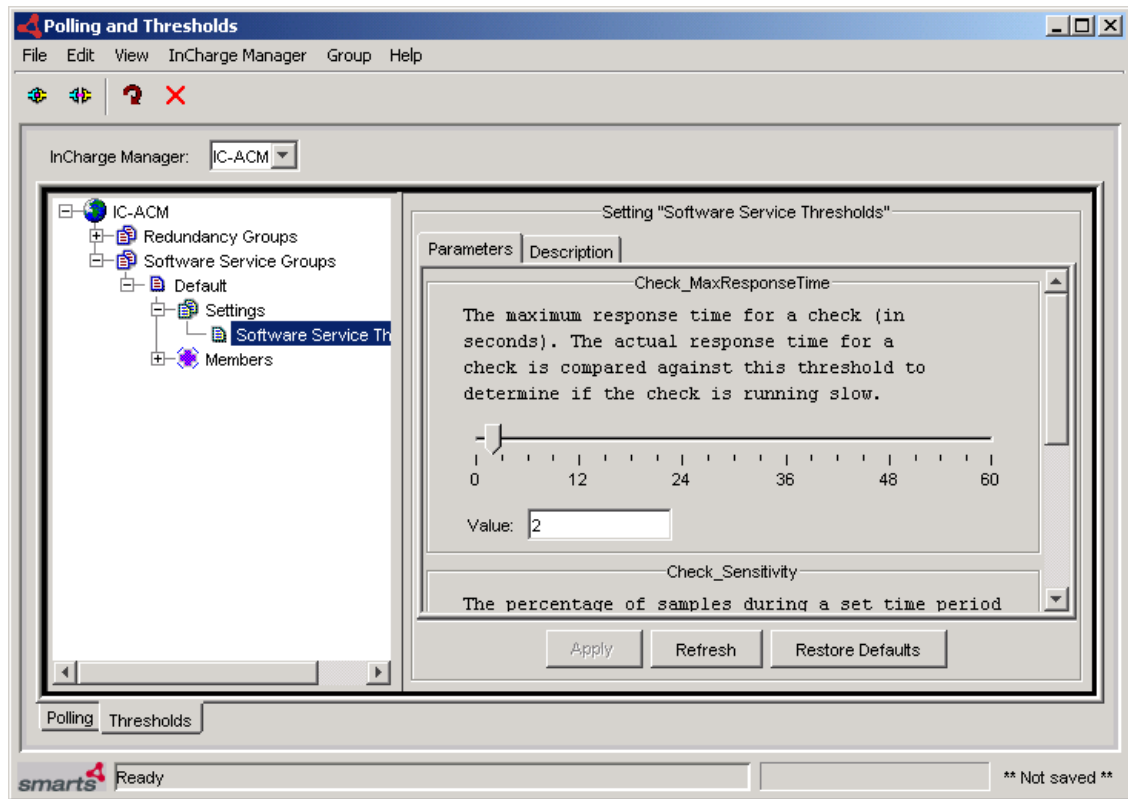 Polling and Thresholds
File Edit View InCharge Manager Group Help
InCharge Manager: IC-ACM
IC-ACM
Redundancy Groups
Software Service Groups
Default
Settings
Software Service Th
Members
Setting "Software Service Thresholds"
Parameters Description
Check_MaxResponseTime
The maximum response time for a check (in
seconds). The actual response time for a
check is compared against this threshold to
determine if the check is running slow.
0 12 24 36 48 60
Value: 2
Check_Sensitivity
The percentage of samples during a set time period
Apply Refresh Restore Defaults
Polling Thresholds
smarts Ready ** Not saved **